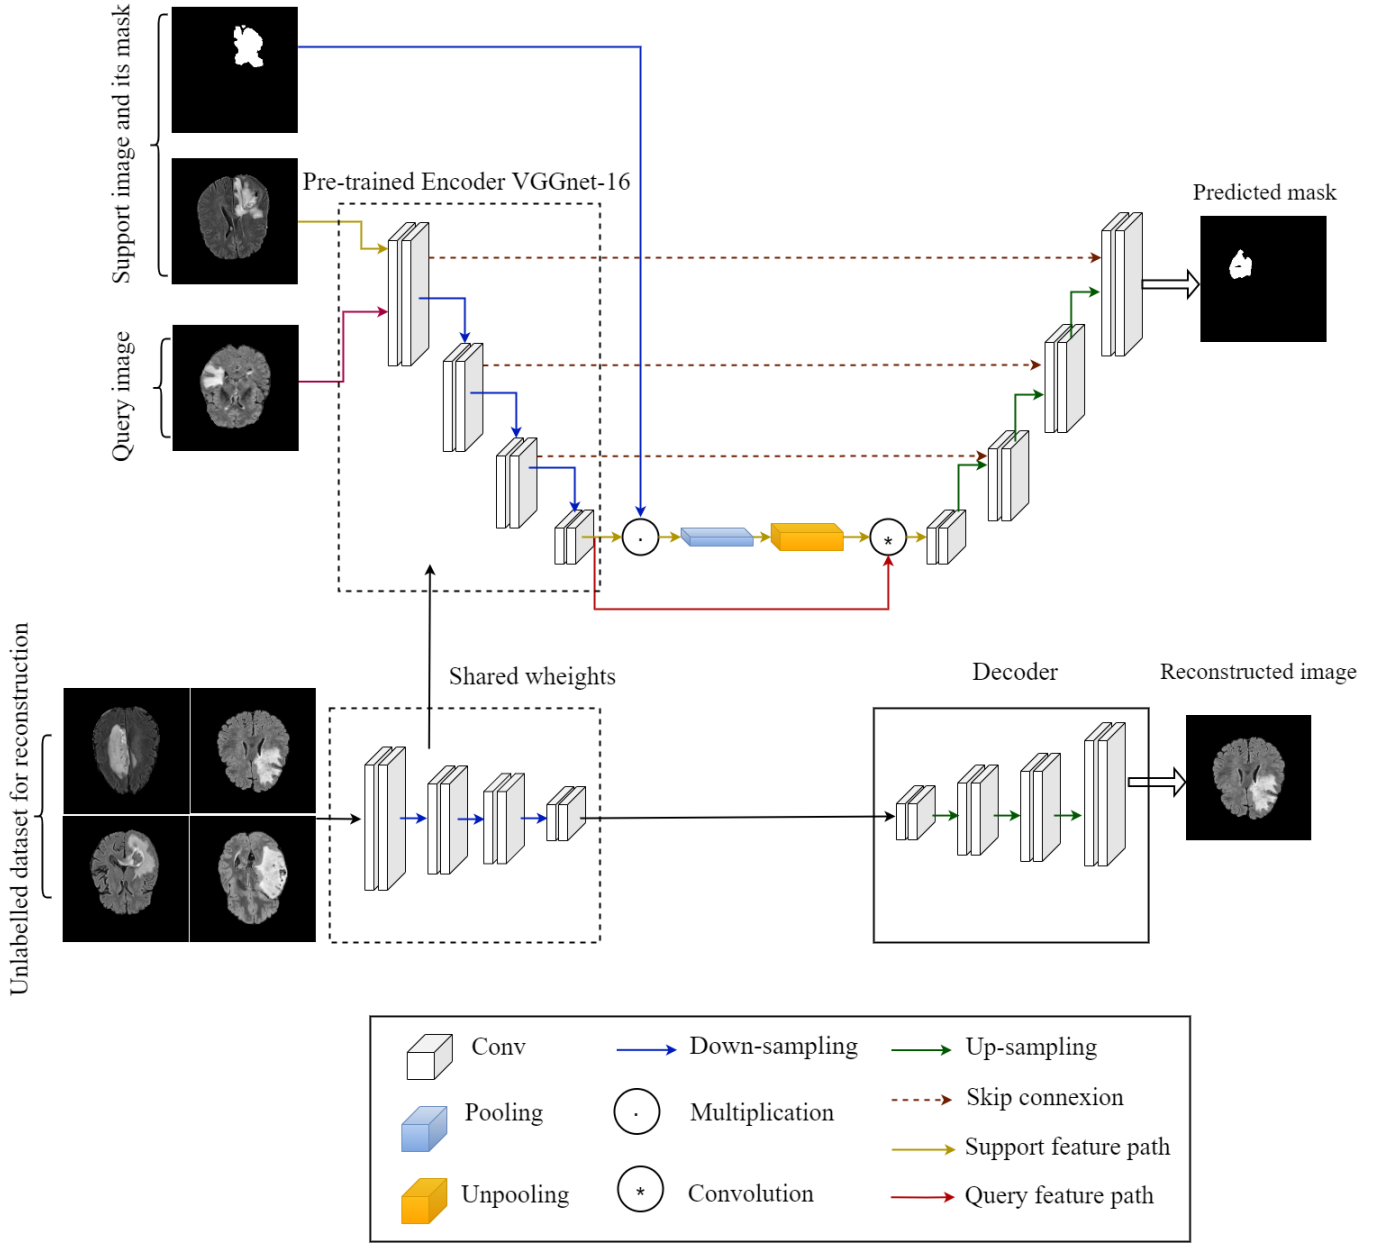 Support image and its mask
Pre-trained Encoder VGGnet-16
Predicted mask
Query image
.
*
Unlabelled dataset for reconstruction
Shared wheights
Decoder
Reconstructed image
Conv
Down-sampling
Up-sampling
Pooling
.
Multiplication
Skip connexion
Support feature path
Unpooling
*
Convolution
Query feature path